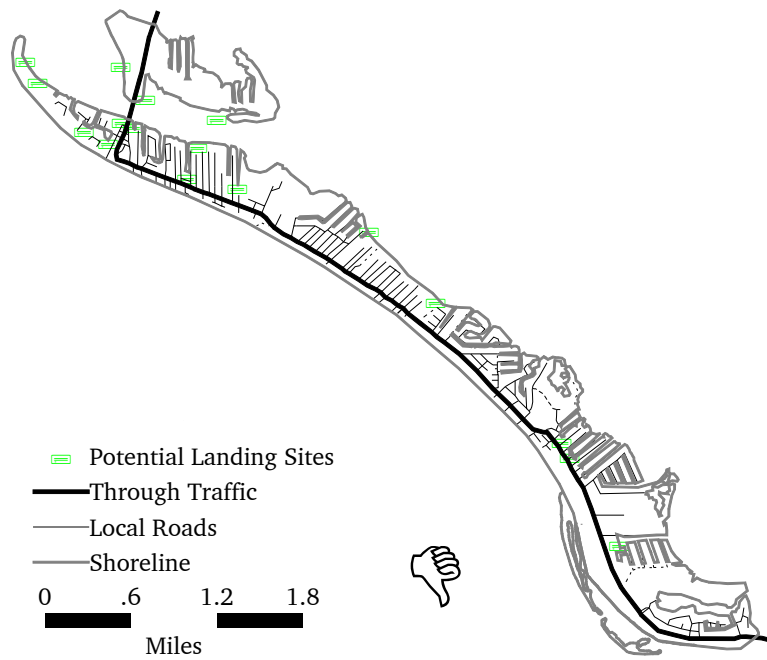 Potential Landing Sites
Through Traffic
Local Roads
Shoreline
0 .6 1.2 1.8
Miles